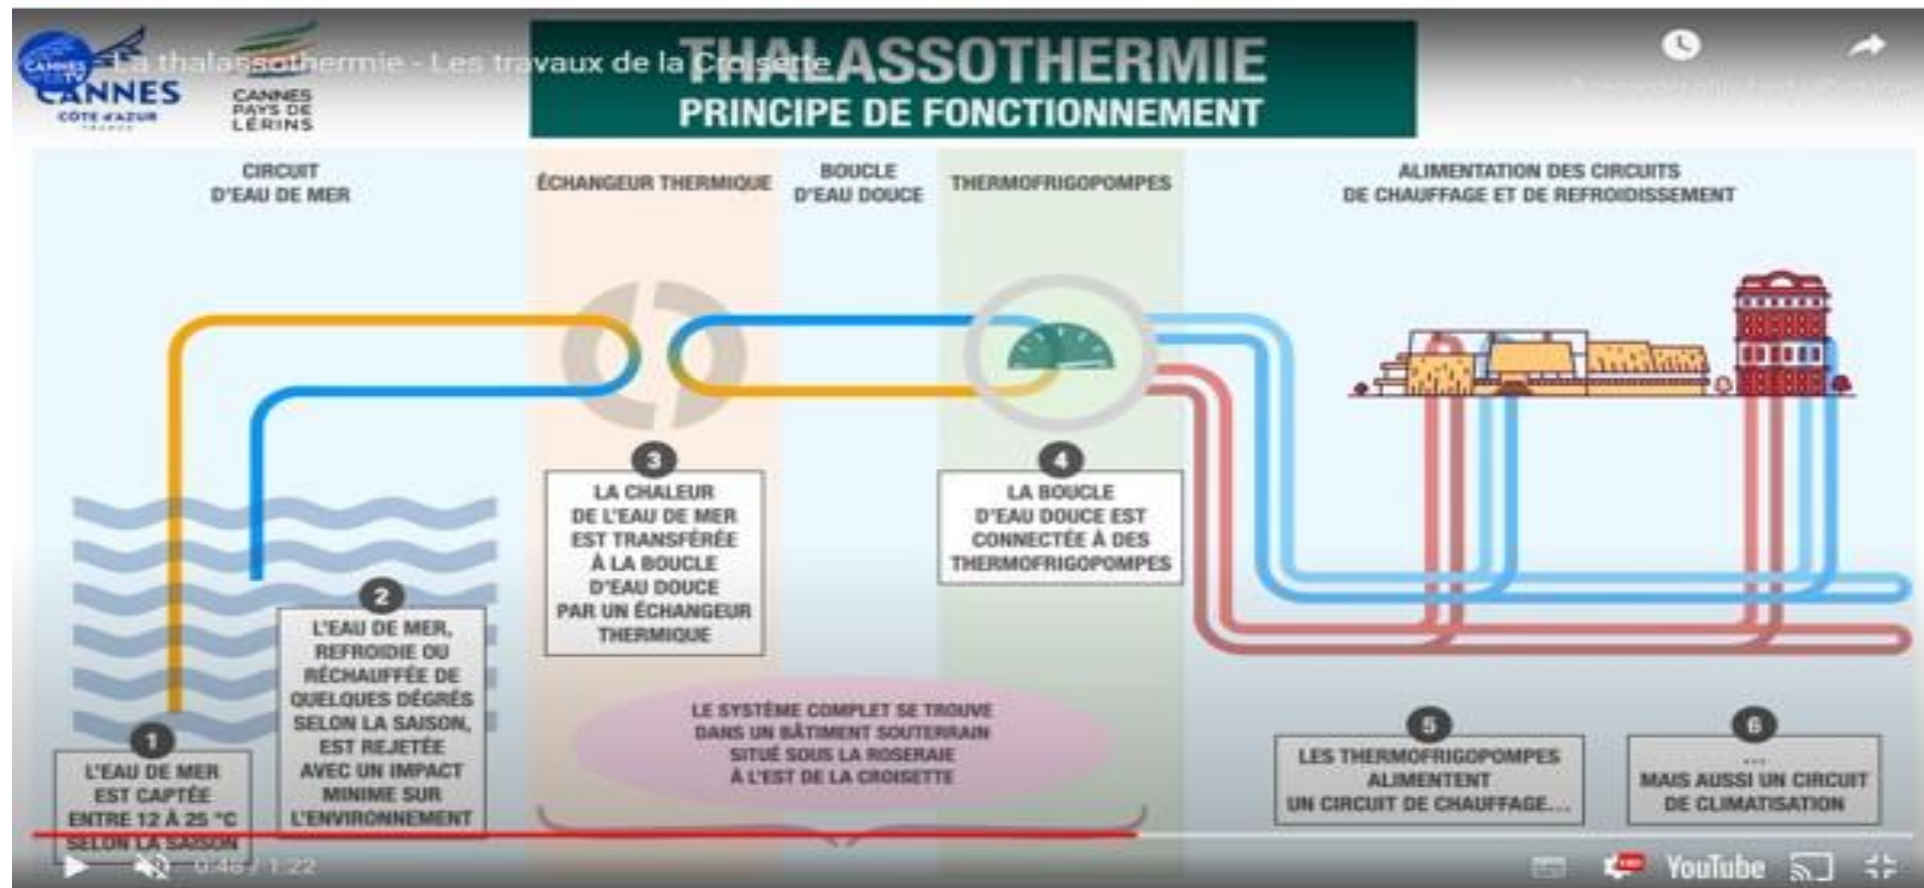 La thalassothermie - Les travaux de la Croisette
CANNES
TV
CANNES
CÔTE d'AZUR
FRANCE
CANNES
PAYS DE
LÉRINS
THALASSOTHERMIE
PRINCIPE DE FONCTIONNEMENT
CIRCUIT
D'EAU DE MER
ÉCHANGEUR THERMIQUE
BOUCLE
D'EAU DOUCE
THERMOFRIGOPOMPES
ALIMENTATION DES CIRCUITS
DE CHAUFFAGE ET DE REFROIDISSEMENT
1
L'EAU DE MER
EST CAPTÉE
ENTRE 12 À 25 °C
SELON LA SAISON
2
L'EAU DE MER,
REFROIDIE OU
RÉCHAUFFÉE DE
QUELQUES DÉGRÉS
SELON LA SAISON,
EST REJETÉE
AVEC UN IMPACT
MINIME SUR
L'ENVIRONNEMENT
3
LA CHALEUR
DE L'EAU DE MER
EST TRANSFÉRÉE
À LA BOUCLE
D'EAU DOUCE
PAR UN ÉCHANGEUR
THERMIQUE
4
LA BOUCLE
D'EAU DOUCE EST
CONNECTÉE À DES
THERMOFRIGOPOMPES
LE SYSTÈME COMPLET SE TROUVE
DANS UN BÂTIMENT SOUTERRAIN
SITUÉ SOUS LA ROSERAIE
À L'EST DE LA CROISETTE
5
LES THERMOFRIGOPOMPES
ALIMENTENT
UN CIRCUIT DE CHAUFFAGE...
6
...
MAIS AUSSI UN CIRCUIT
DE CLIMATISATION
0:48 / 1:22
YouTube